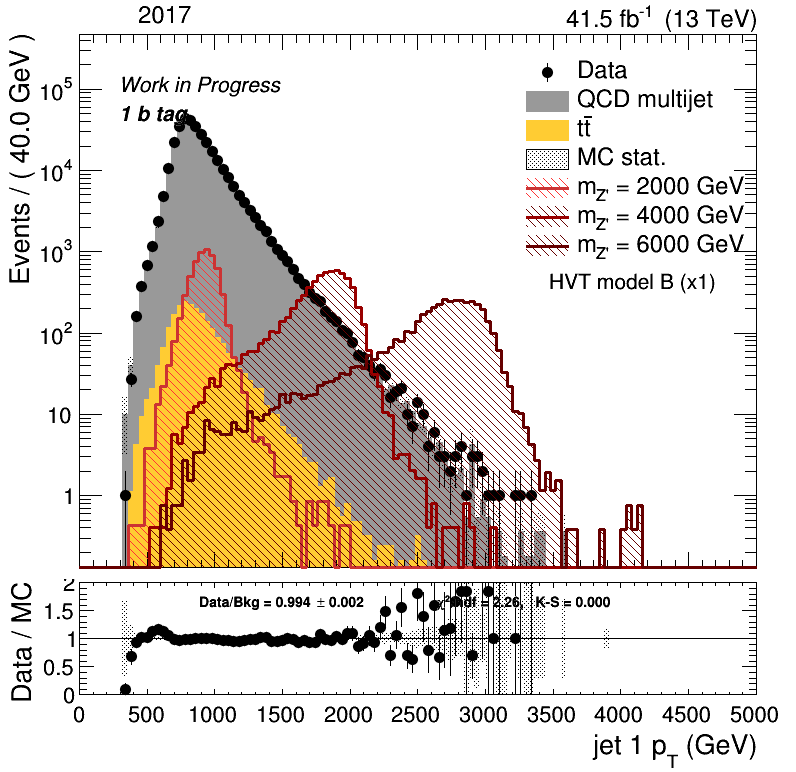 2017
41.5 fb⁻¹ (13 TeV)
Events / ( 40.0 GeV )
Work in Progress
1 b tag
Data
QCD multijet
tt̄
MC stat.
m_Z' = 2000 GeV
m_Z' = 4000 GeV
m_Z' = 6000 GeV
HVT model B (x1)
10⁵
10⁴
10³
10²
10
1
Data / MC
2
1.5
1
0.5
0
Data/Bkg = 0.994 ± 0.002
= 2.26, K-S = 0.000
0 500 1000 1500 2000 2500 3000 3500 4000 4500 5000
jet 1 p_T (GeV)